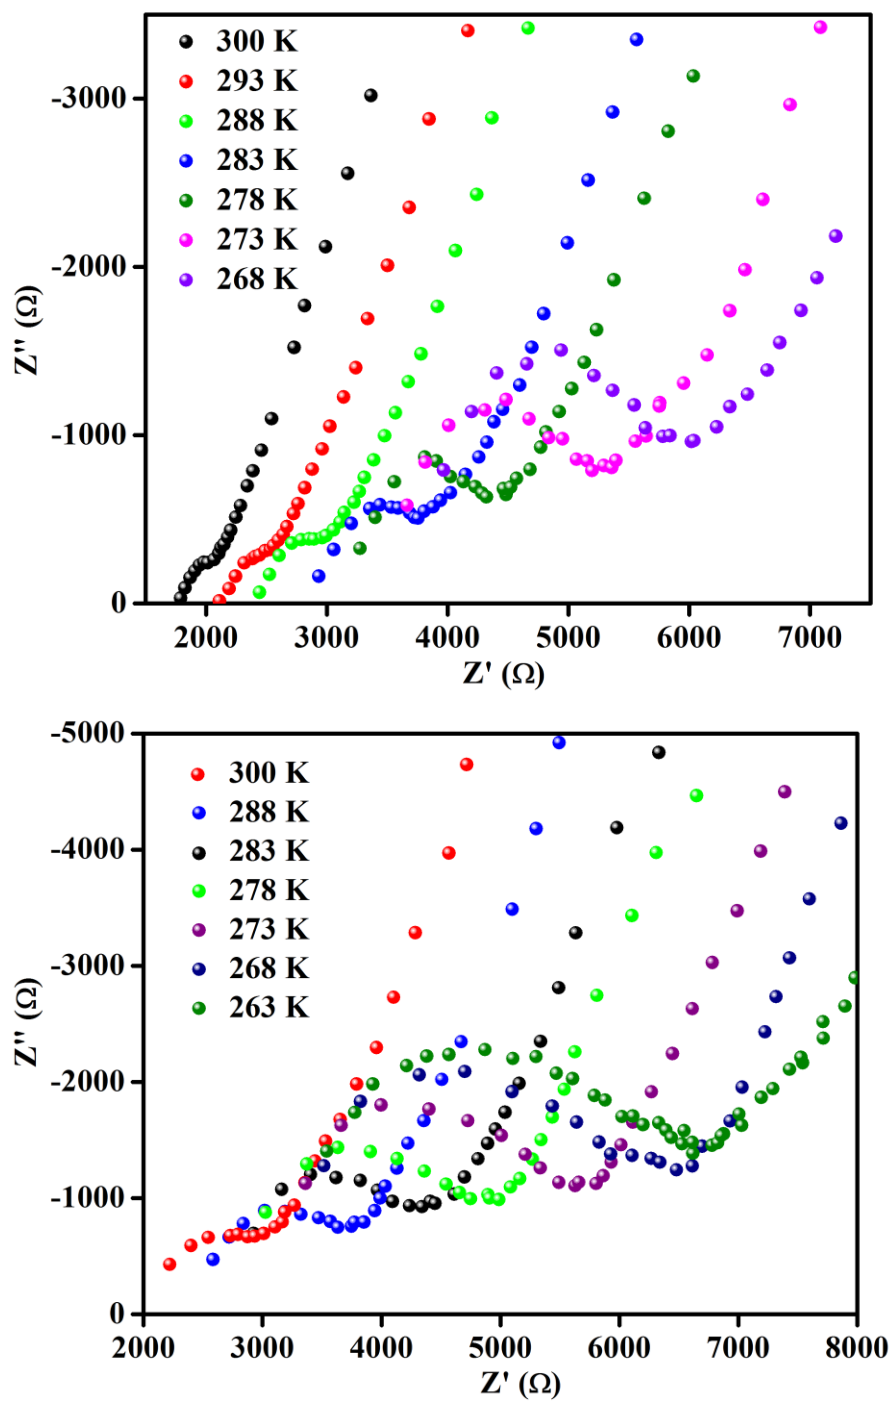 300 K
293 K
288 K
283 K
278 K
273 K
268 K
-3000
-2000
-1000
0
Z'' (Ω)
2000 3000 4000 5000 6000 7000
Z' (Ω)
-5000
-4000
-3000
-2000
-1000
0
300 K
288 K
283 K
278 K
273 K
268 K
263 K
Z'' (Ω)
2000 3000 4000 5000 6000 7000 8000
Z' (Ω)